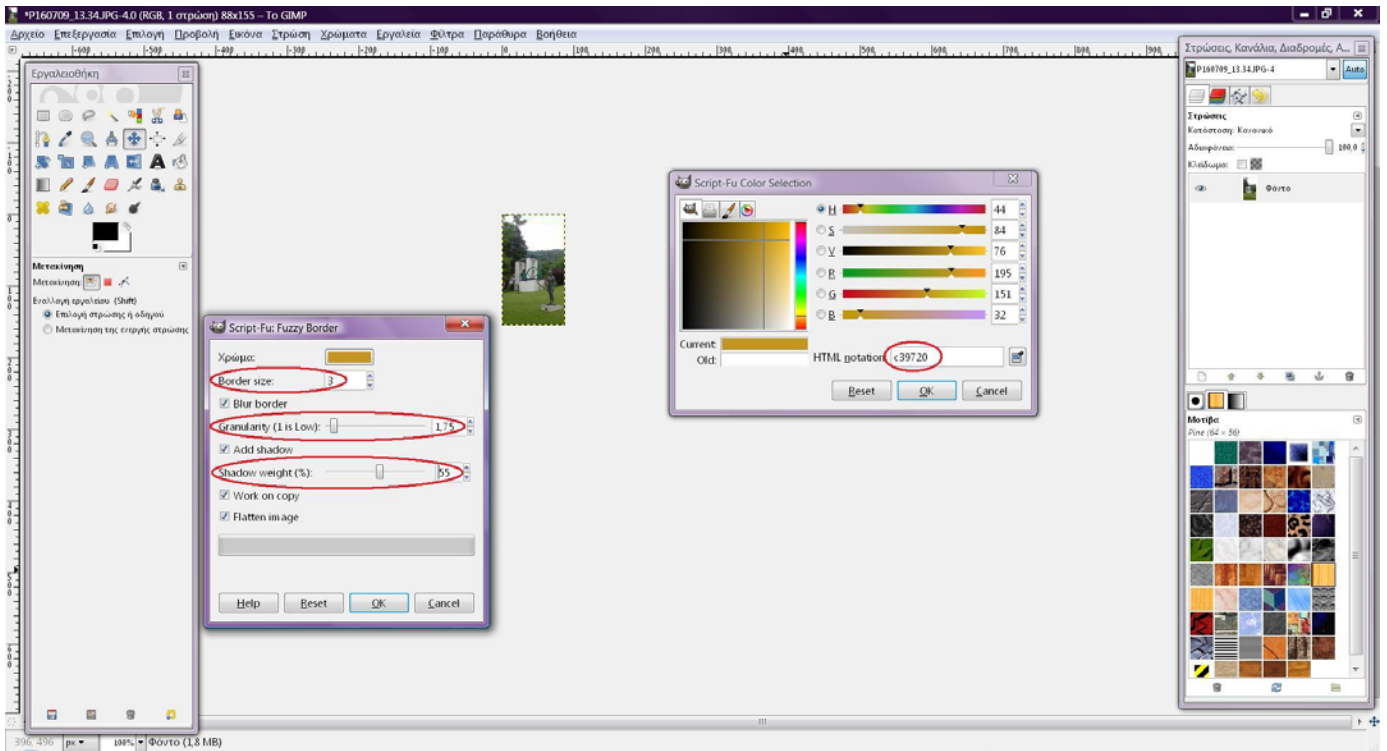 *P160709_13.34.JPG-4.0 (RGB, 1 στρώση) 88x155 – Το GIMP
Αρχείο Επεξεργασία Επιλογή Προβολή Εικόνα Στρώση Χρώματα Εργαλεία Φίλτρα Παράθυρα Βοήθεια
Εργαλειοθήκη
Μετακίνηση
Μετακίνηση:
Εναλλαγή εργαλείου (Shift)
Επιλογή στρώσης ή οδηγού
Μετακίνηση της ενεργής στρώσης
Script-Fu: Fuzzy Border
Χρώμα:
Border size: 3
Blur border
Granularity (1 is Low): 1,75
Add shadow
Shadow weight (%): 55
Work on copy
Flatten image
Help Reset OK Cancel
Script-Fu Color Selection
H 44
S 84
V 76
R 195
G 151
B 32
Current:
Old:
HTML notation: c39720
Reset OK Cancel
Στρώσεις, Κανάλια, Διαδρομές, Α...
P160709_13.34.JPG-4 Auto
Στρώσεις
Κατάσταση: Κανονικό
Αδιαφάνεια: 100,0
Κλείδωμα:
Φόντο
Μοτίβα
Pine (64 × 56)
396, 496 px 100% Φόντο (1,8 MB)